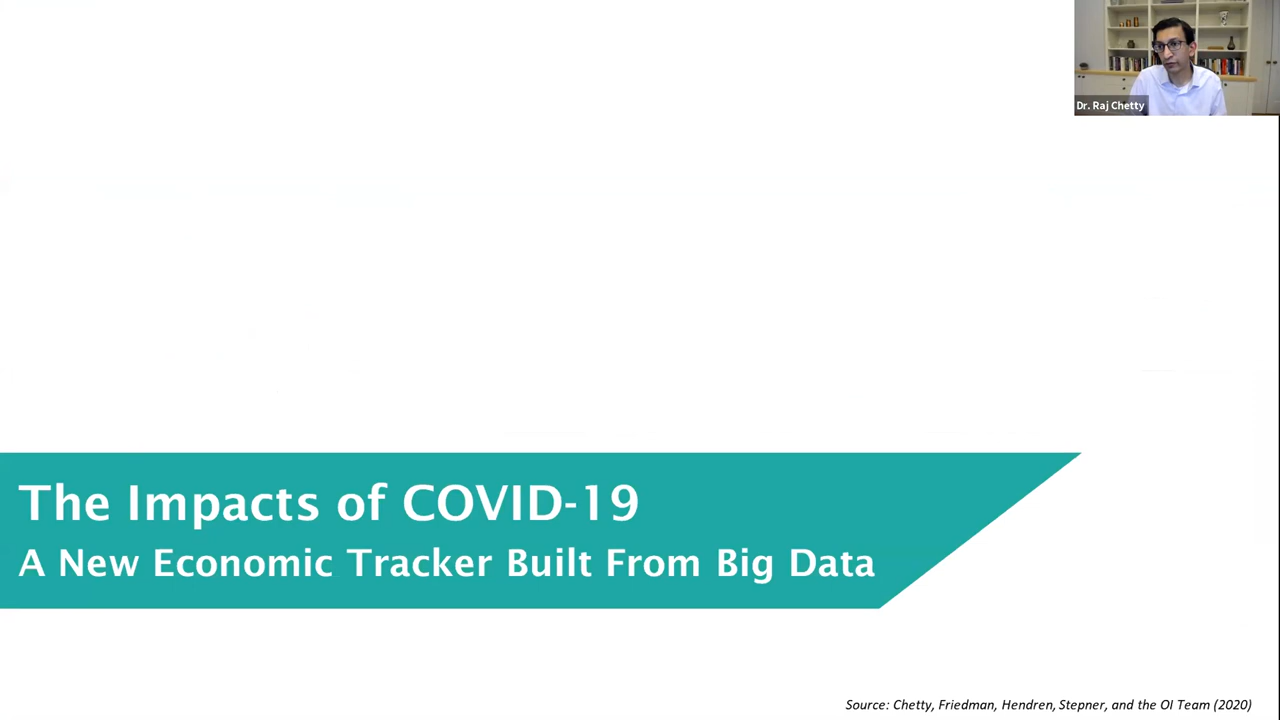 Dr. Raj Chetty
The Impacts of COVID-19
A New Economic Tracker Built From Big Data
Source: Chetty, Friedman, Hendren, Stepner, and the OI Team (2020)